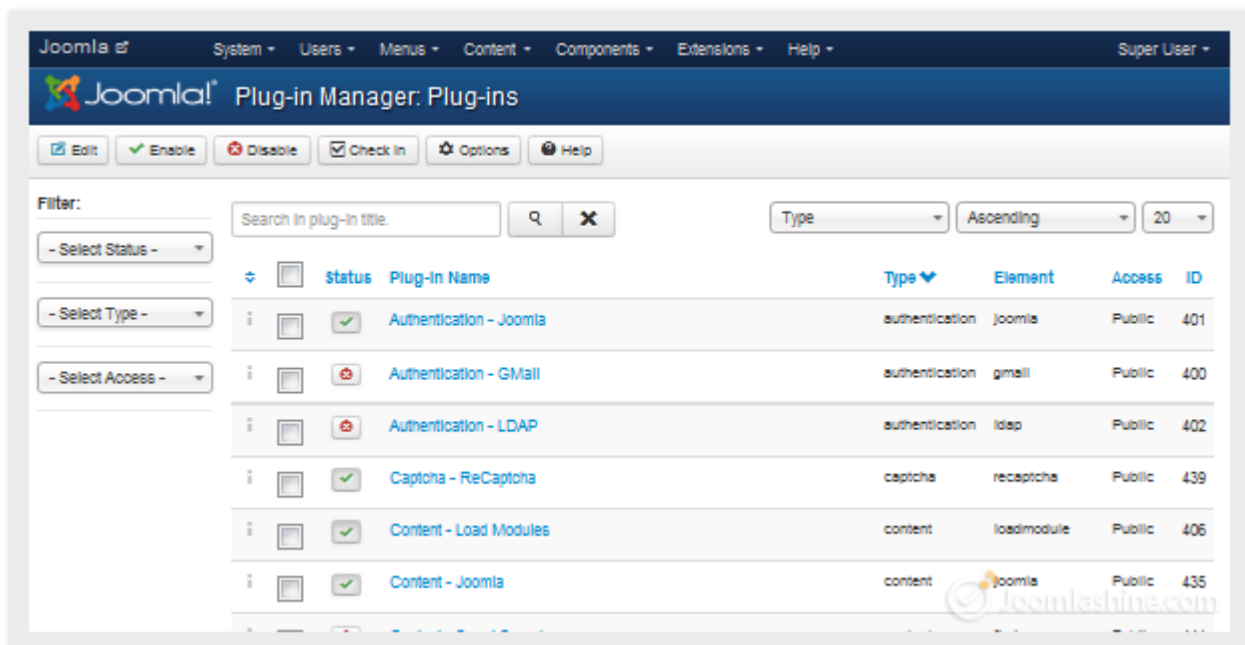 Joomla System Users Menus Content Components Extensions Help Super User
Joomla! Plug-in Manager: Plug-ins
Edit Enable Disable Check In Options Help
Filter:
Search in plug-in title. Type Ascending 20
- Select Status -
Status Plug-in Name Type Element Access ID
- Select Type -
Authentication - Joomla authentication joomla Public 401
- Select Access -
Authentication - GMail authentication gmail Public 400
Authentication - LDAP authentication ldap Public 402
Captcha - ReCaptcha captcha recaptcha Public 439
Content - Load Modules content loadmodule Public 406
Content - Joomla content joomla Public 435
Joomlashine.com